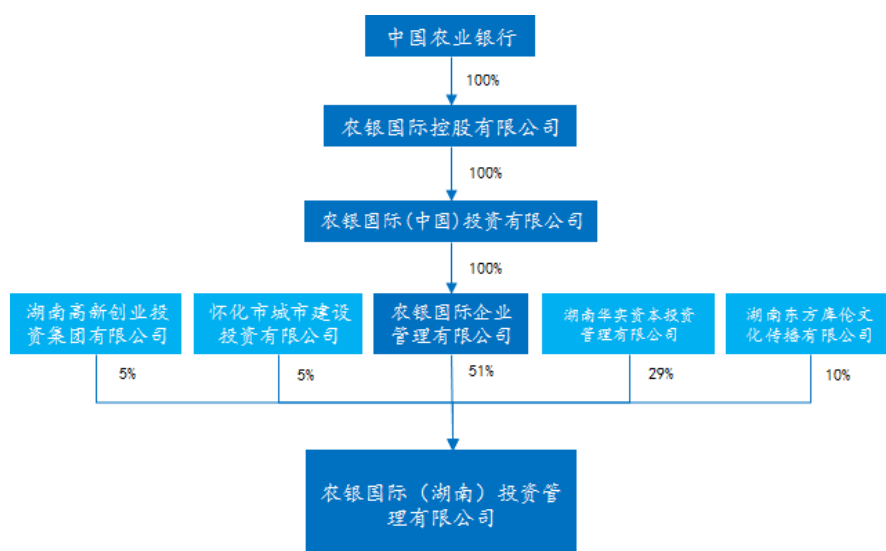 中国农业银行
100%
农银国际控股有限公司
100%
农银国际(中国)投资有限公司
100%
湖南高新创业投
资集团有限公司
怀化市城市建设
投资有限公司
农银国际企业
管理有限公司
湖南华实资本投资
管理有限公司
湖南东方库伦文
化传播有限公司
5%
5%
51%
29%
10%
农银国际（湖南）投资管
理有限公司